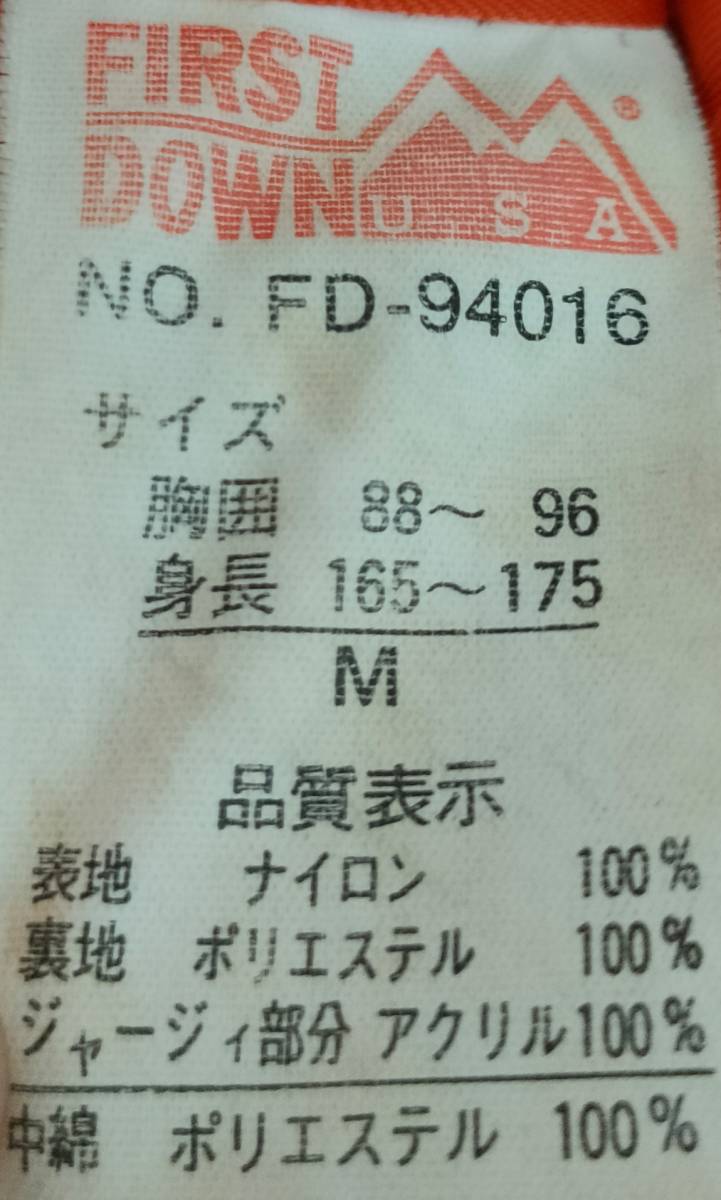 FIRST
DOWN USA®
NO. FD-94016
サイズ
胸囲 88～ 96
身長 165～175
M
品質表示
表地 ナイロン 100%
裏地 ポリエステル 100%
ジャージィ部分 アクリル100%
中綿 ポリエステル 100%